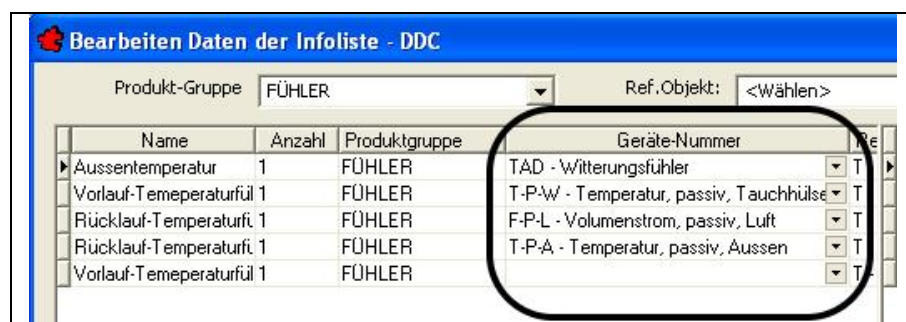 Bearbeiten Daten der Infoliste - DDC
Produkt-Gruppe FÜHLER Ref.Objekt: <Wählen>
Name Anzahl Produktgruppe Geräte-Nummer Re
Aussentemperatur 1 FÜHLER TAD - Witterungsfühler T
Vorlauf-Temeperaturfül 1 FÜHLER T-P-W - Temperatur, passiv, Tauchhülse T
Rücklauf-Temperaturfü 1 FÜHLER F-P-L - Volumenstrom, passiv, Luft T
Rücklauf-Temperaturfü 1 FÜHLER T-P-A - Temperatur, passiv, Aussen T
Vorlauf-Temeperaturfül 1 FÜHLER T-